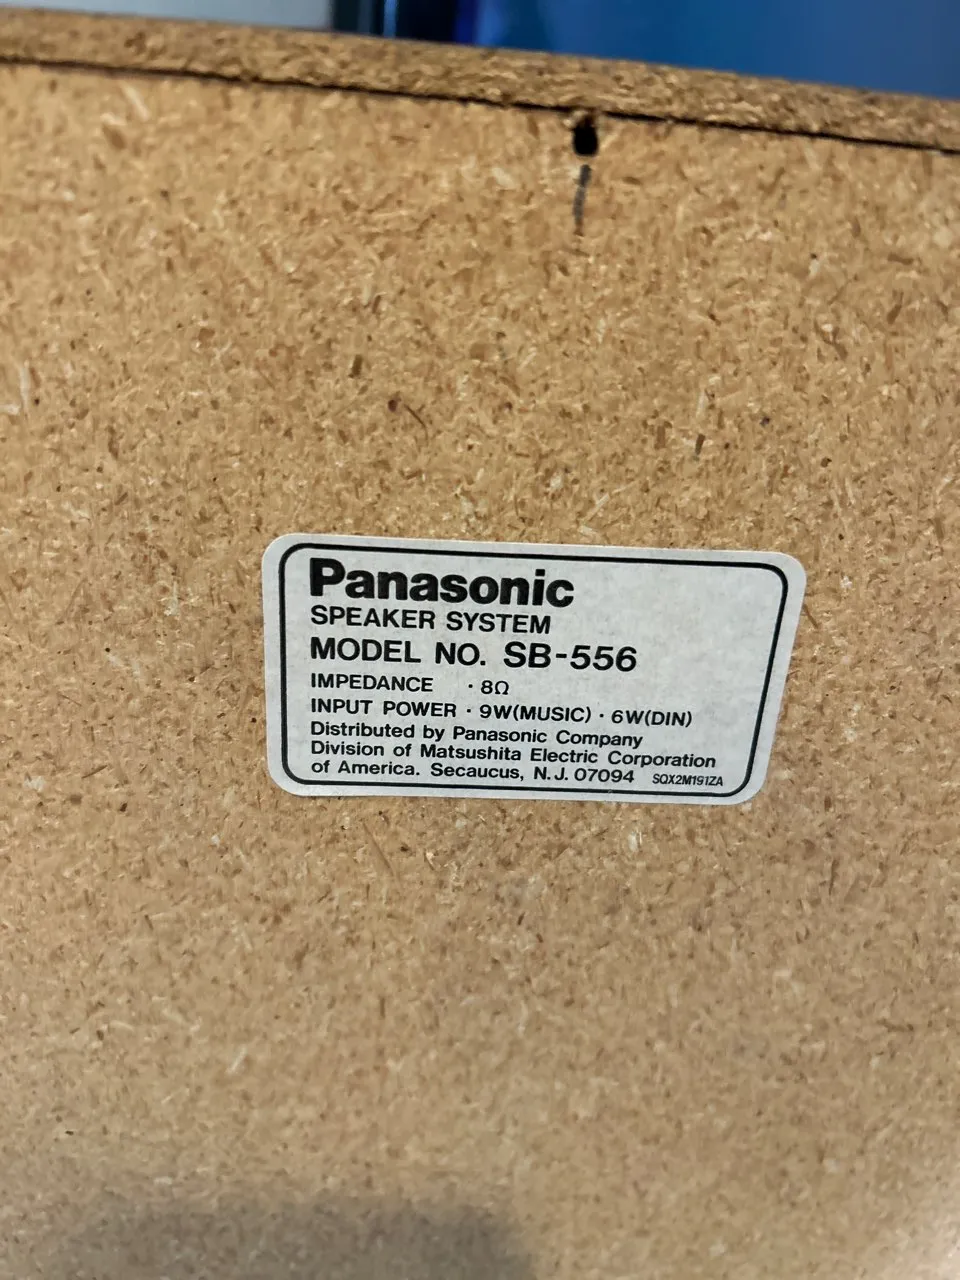 Panasonic
SPEAKER SYSTEM
MODEL NO. SB-556
IMPEDANCE · 8Ω
INPUT POWER · 9W(MUSIC) · 6W(DIN)
Distributed by Panasonic Company
Division of Matsushita Electric Corporation
of America. Secaucus, N.J. 07094 SQX2M191ZA